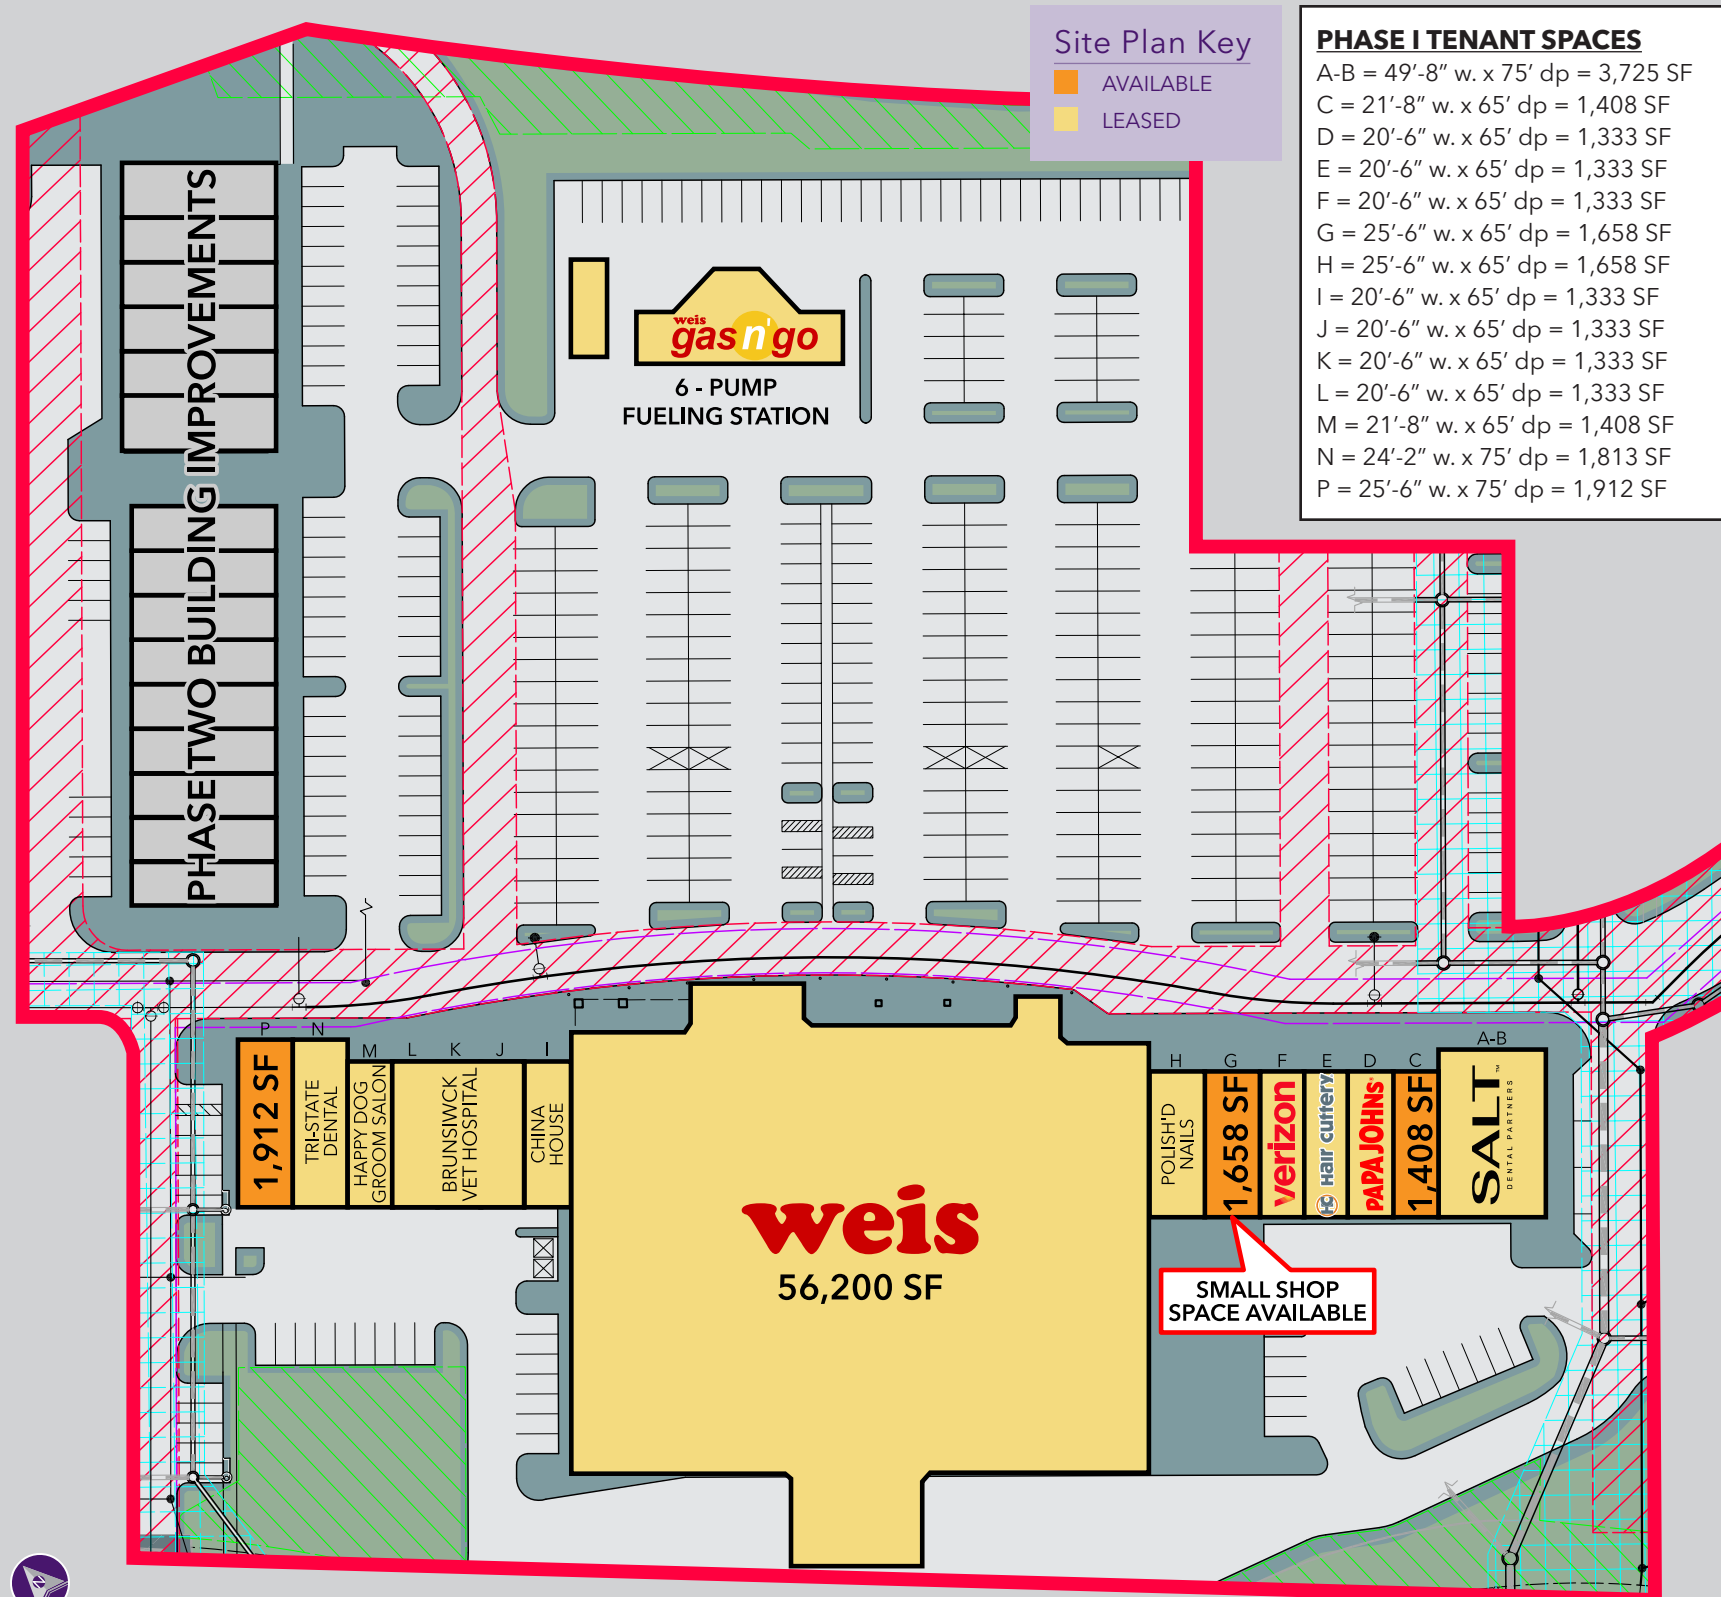 Site Plan Key
AVAILABLE
LEASED
PHASE I TENANT SPACES
A-B = 49'-8" w. x 75' dp = 3,725 SF
C = 21'-8" w. x 65' dp = 1,408 SF
D = 20'-6" w. x 65' dp = 1,333 SF
E = 20'-6" w. x 65' dp = 1,333 SF
F = 20'-6" w. x 65' dp = 1,333 SF
G = 25'-6" w. x 65' dp = 1,658 SF
H = 25'-6" w. x 65' dp = 1,658 SF
I = 20'-6" w. x 65' dp = 1,333 SF
J = 20'-6" w. x 65' dp = 1,333 SF
K = 20'-6" w. x 65' dp = 1,333 SF
L = 20'-6" w. x 65' dp = 1,333 SF
M = 21'-8" w. x 65' dp = 1,408 SF
N = 24'-2" w. x 75' dp = 1,813 SF
P = 25'-6" w. x 75' dp = 1,912 SF
PHASE TWO BUILDING IMPROVEMENTS
weis
gas n' go
6 - PUMP
FUELING STATION
P
N
M
L
K
J
I
1,912 SF
TRI-STATE
DENTAL
HAPPY DOG
GROOM SALON
BRUNSIWCK
VET HOSPITAL
CHINA
HOUSE
weis
56,200 SF
H
G
F
E
D
C
A-B
POLISH'D
NAILS
1,658 SF
verizon
HC Hair cuttery
PAPA JOHNS
1,408 SF
SALT™
DENTAL PARTNERS
SMALL SHOP
SPACE AVAILABLE